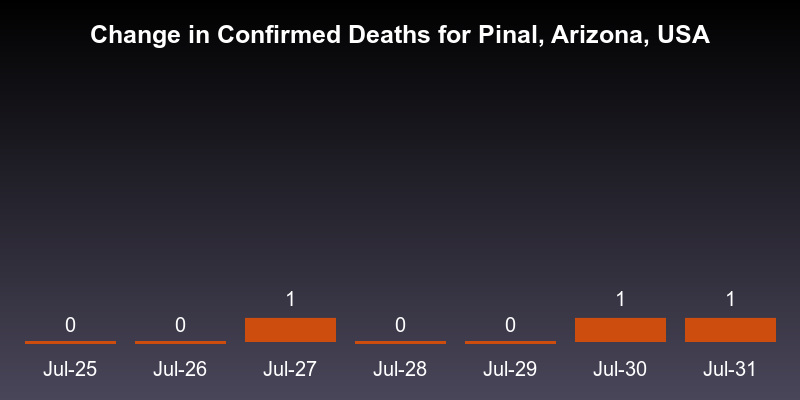 Change in Confirmed Deaths for Pinal, Arizona, USA
0 0 1 0 0 1 1
Jul-25 Jul-26 Jul-27 Jul-28 Jul-29 Jul-30 Jul-31